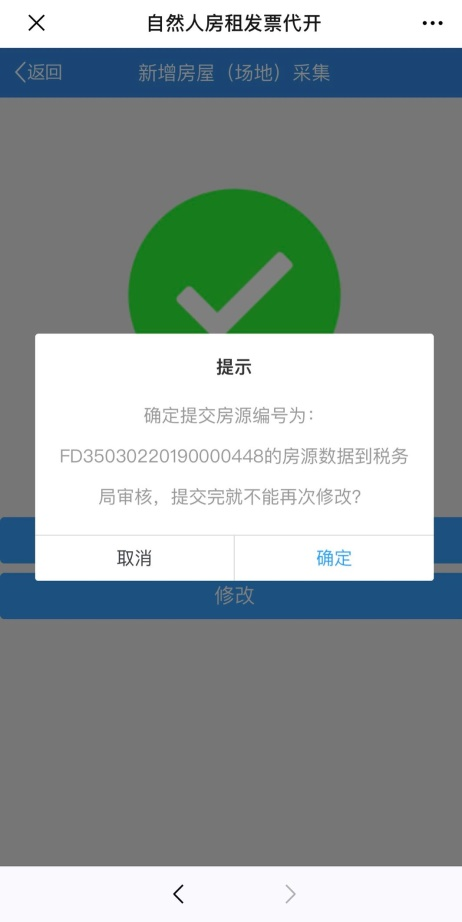 自然人房租发票代开
返回
新增房屋（场地）采集
提示
确定提交房源编号为：
FD35030220190000448的房源数据到税务
局审核，提交完就不能再次修改?
取消
确定
修改